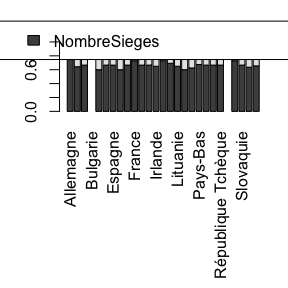 NombreSieges
0.6
0.0
Allemagne
Bulgarie
Espagne
France
Irlande
Lituanie
Pays-Bas
République Tchèque
Slovaquie